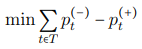 min ∑_{t∈T} p_t^{(−)} − p_t^{(+)}